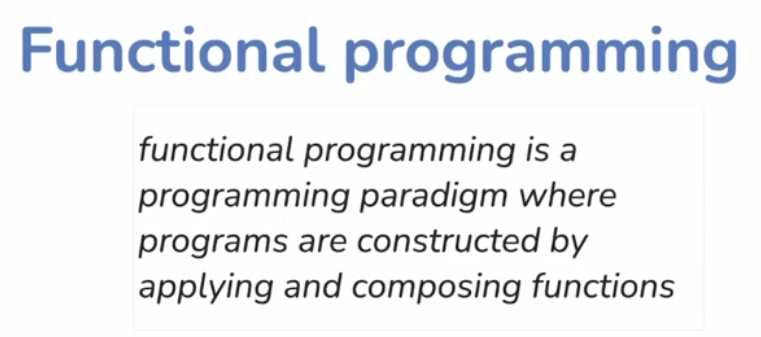 Functional programming
functional programming is a
programming paradigm where
programs are constructed by
applying and composing functions